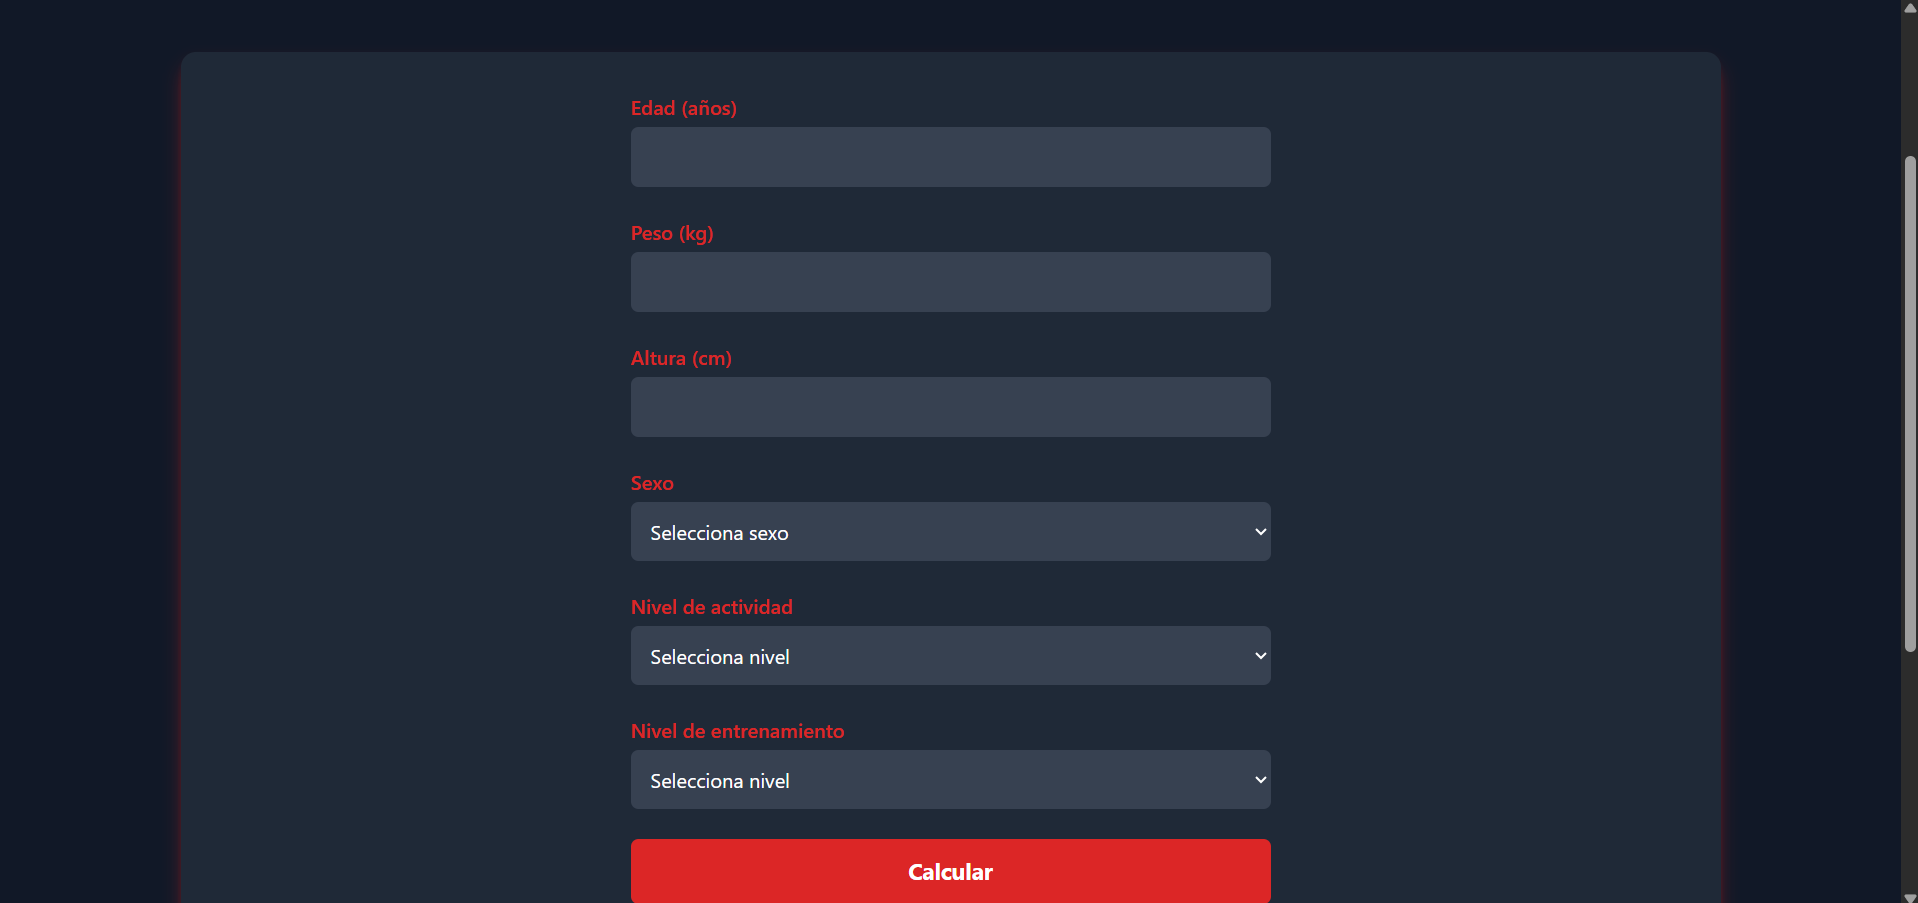 Edad (años)
Peso (kg)
Altura (cm)
Sexo
Selecciona sexo
Nivel de actividad
Selecciona nivel
Nivel de entrenamiento
Selecciona nivel
Calcular